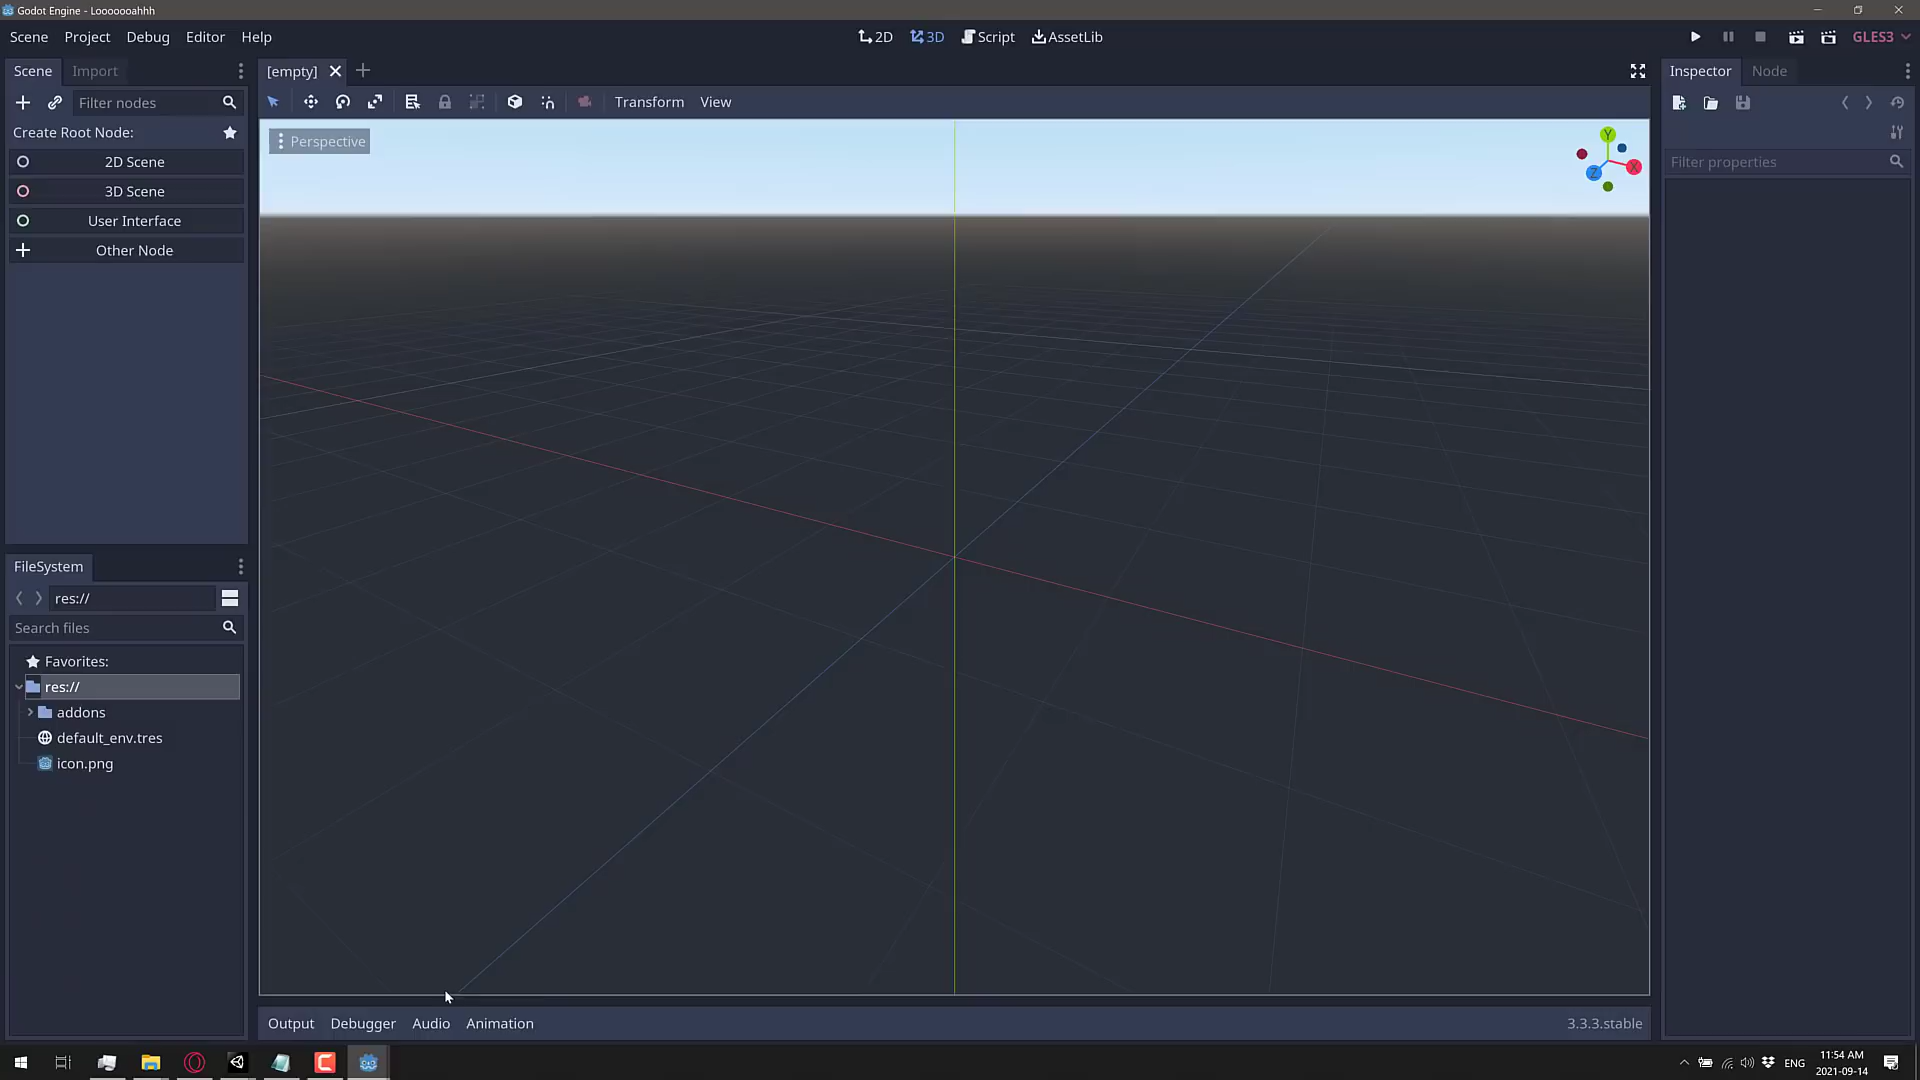 Godot Engine - Looooooahhh
Scene Project Debug Editor Help
2D 3D Script AssetLib
GLES3
Scene Import
[empty]
Inspector Node
Filter nodes
Transform View
Create Root Node:
Perspective
Y
X
Z
2D Scene
3D Scene
User Interface
Other Node
Filter properties
FileSystem
res://
Search files
Favorites:
res://
addons
default_env.tres
icon.png
Output Debugger Audio Animation
3.3.3.stable
ENG
11:54 AM
2021-09-14